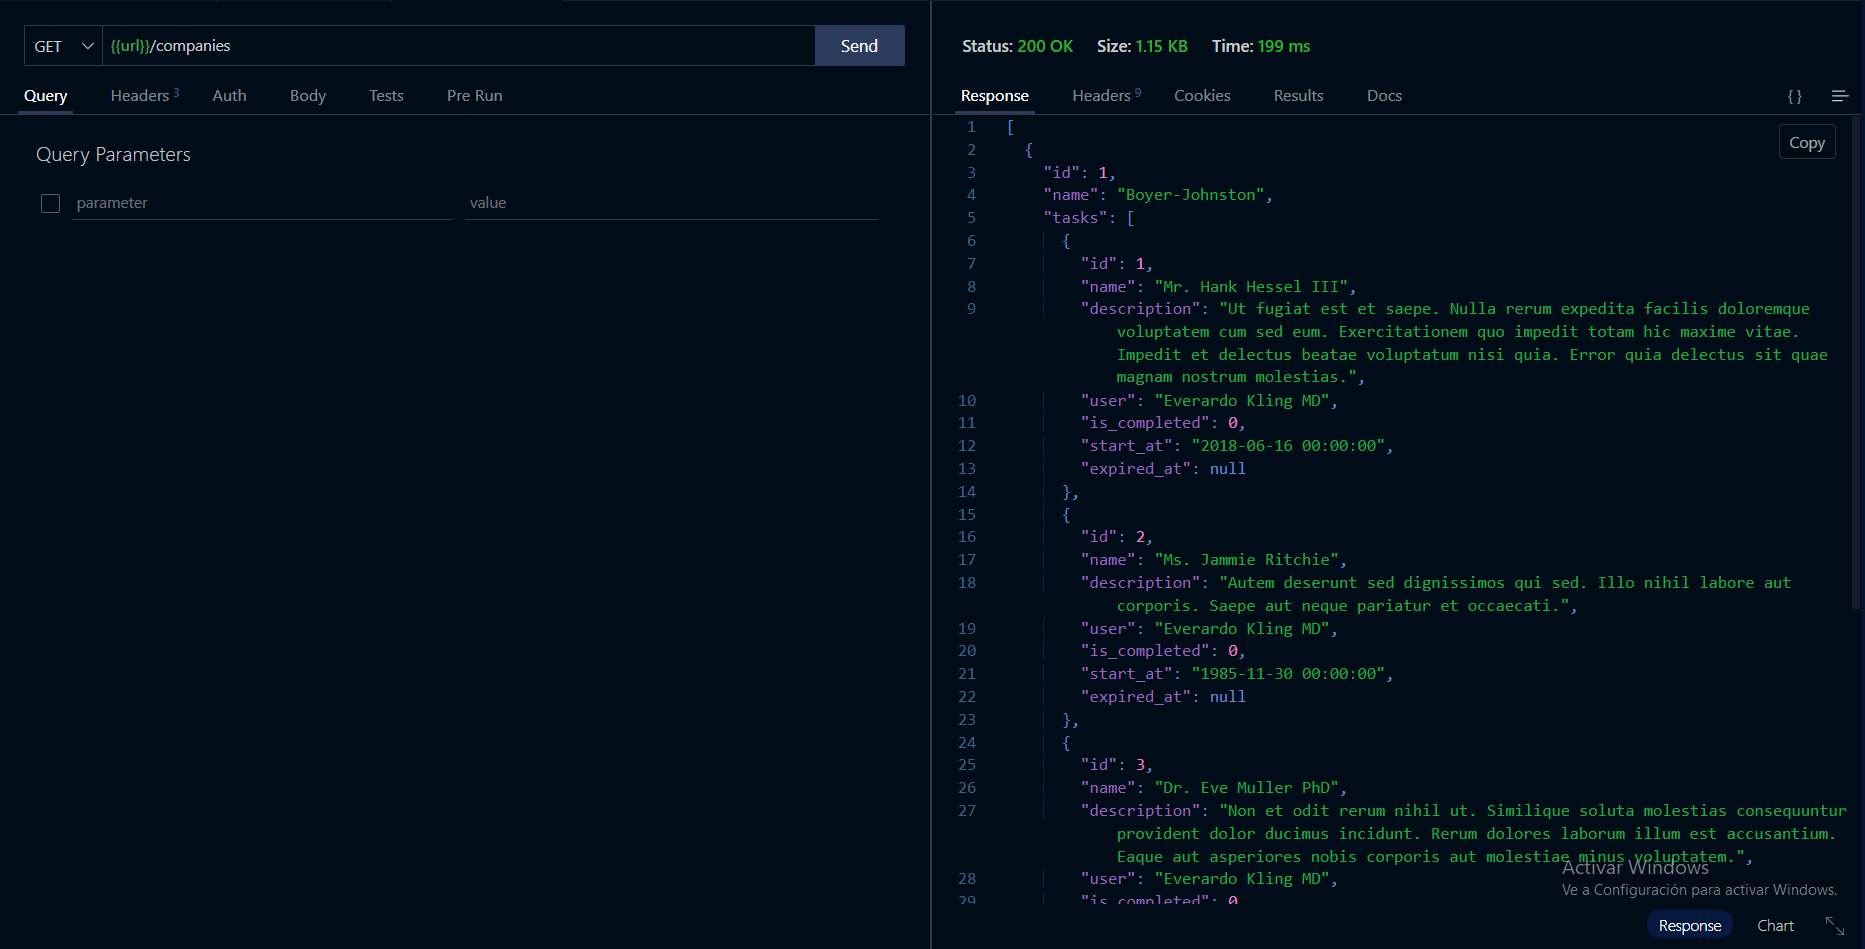 GET {{url}}/companies Send
Query Headers 3 Auth Body Tests Pre Run
Query Parameters
parameter value
Status: 200 OK Size: 1.15 KB Time: 199 ms
Response Headers 9 Cookies Results Docs { }
Copy
1 [
2 {
3 "id": 1,
4 "name": "Boyer-Johnston",
5 "tasks": [
6 {
7 "id": 1,
8 "name": "Mr. Hank Hessel III",
9 "description": "Ut fugiat est et saepe. Nulla rerum expedita facilis doloremque
voluptatem cum sed eum. Exercitationem quo impedit totam hic maxime vitae.
Impedit et delectus beatae voluptatum nisi quia. Error quia delectus sit quae
magnam nostrum molestias.",
10 "user": "Everardo Kling MD",
11 "is_completed": 0,
12 "start_at": "2018-06-16 00:00:00",
13 "expired_at": null
14 },
15 {
16 "id": 2,
17 "name": "Ms. Jammie Ritchie",
18 "description": "Autem deserunt sed dignissimos qui sed. Illo nihil labore aut
corporis. Saepe aut neque pariatur et occaecati.",
19 "user": "Everardo Kling MD",
20 "is_completed": 0,
21 "start_at": "1985-11-30 00:00:00",
22 "expired_at": null
23 },
24 {
25 "id": 3,
26 "name": "Dr. Eve Muller PhD",
27 "description": "Non et odit rerum nihil ut. Similique soluta molestias consequuntur
provident dolor ducimus incidunt. Rerum dolores laborum illum est accusantium.
Eaque aut asperiores nobis corporis aut molestiae minus voluptatem.",
28 "user": "Everardo Kling MD",
29 "is_completed": 0
Activar Windows
Ve a Configuración para activar Windows.
Response Chart